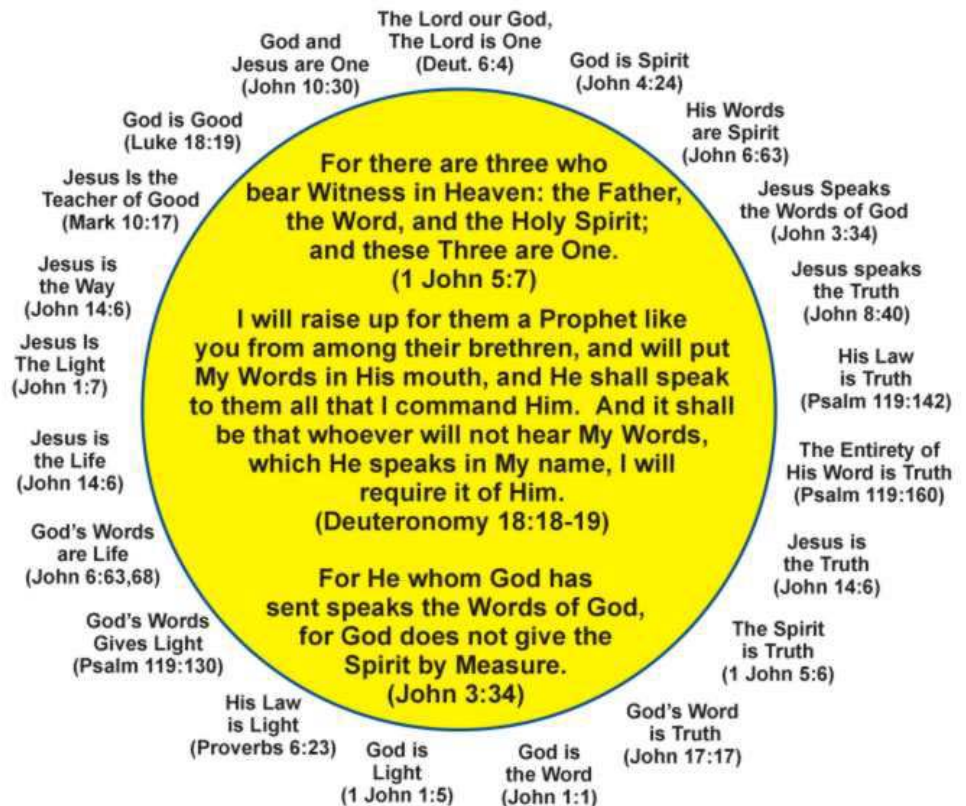 The Lord our God,
The Lord is One
(Deut. 6:4)
God is Spirit
(John 4:24)
His Words
are Spirit
(John 6:63)
Jesus Speaks
the Words of God
(John 3:34)
Jesus speaks
the Truth
(John 8:40)
His Law
is Truth
(Psalm 119:142)
The Entirety of
His Word is Truth
(Psalm 119:160)
Jesus is
the Truth
(John 14:6)
The Spirit
is Truth
(1 John 5:6)
God's Word
is Truth
(John 17:17)
God is
the Word
(John 1:1)
God is
Light
(1 John 1:5)
His Law
is Light
(Proverbs 6:23)
God's Words
Gives Light
(Psalm 119:130)
God's Words
are Life
(John 6:63,68)
Jesus is
the Life
(John 14:6)
Jesus Is
The Light
(John 1:7)
Jesus is
the Way
(John 14:6)
Jesus Is the
Teacher of Good
(Mark 10:17)
God is Good
(Luke 18:19)
God and
Jesus are One
(John 10:30)
For there are three who
bear Witness in Heaven: the Father,
the Word, and the Holy Spirit;
and these Three are One.
(1 John 5:7)
I will raise up for them a Prophet like
you from among their brethren, and will put
My Words in His mouth, and He shall speak
to them all that I command Him.  And it shall
be that whoever will not hear My Words,
which He speaks in My name, I will
require it of Him.
(Deuteronomy 18:18-19)
For He whom God has
sent speaks the Words of God,
for God does not give the
Spirit by Measure.
(John 3:34)